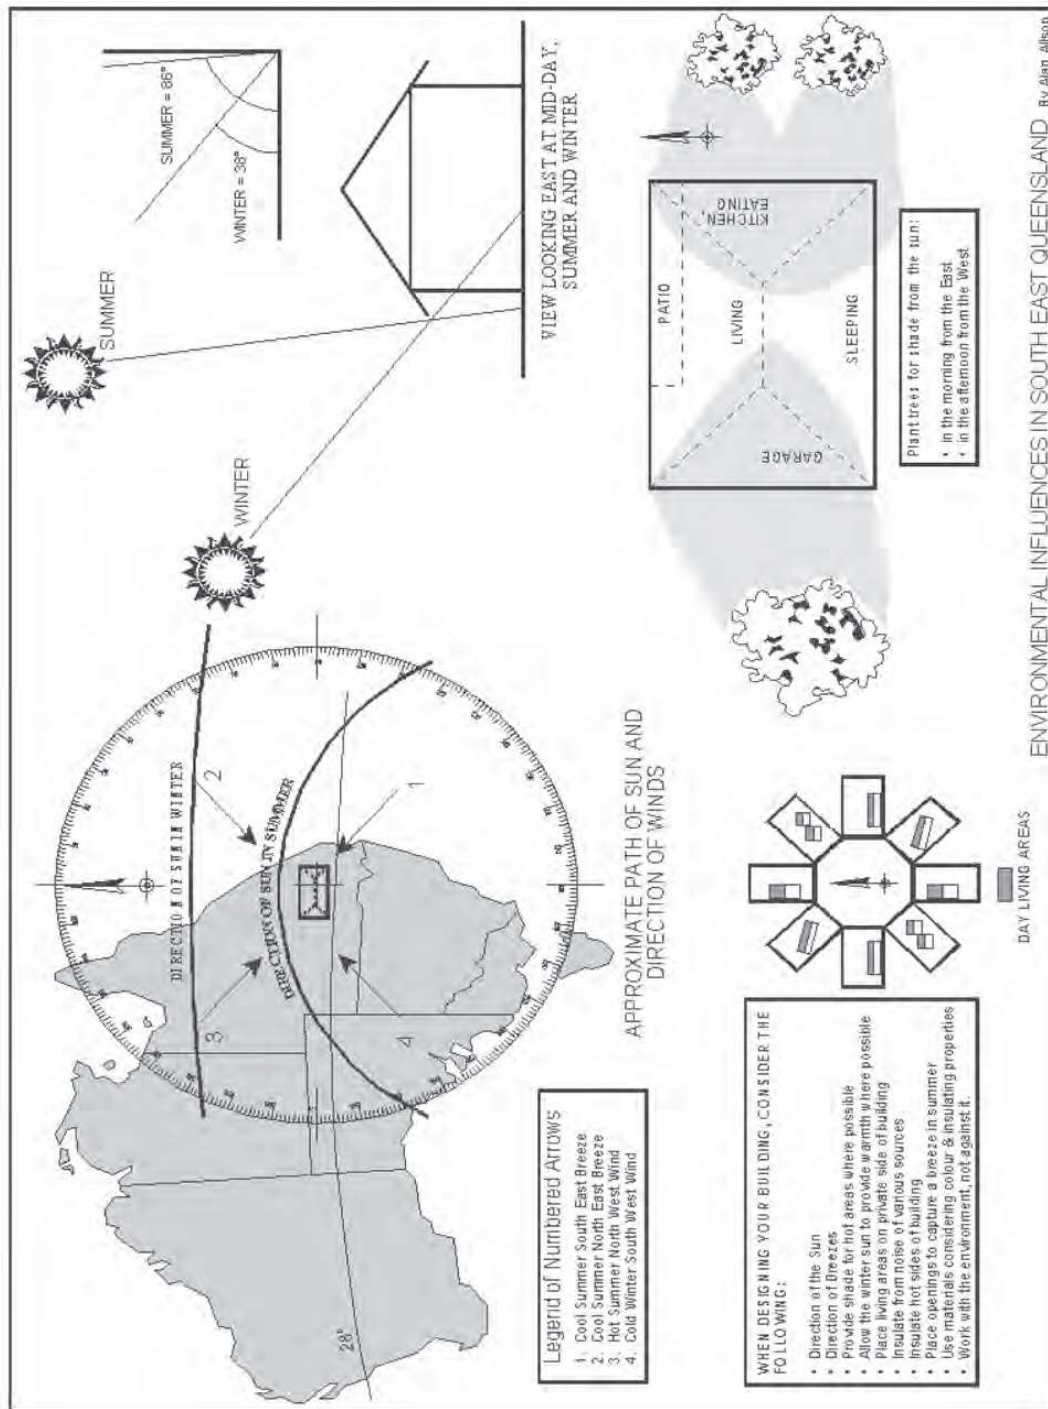 SUMMER = 86°
WINTER = 38°
SUMMER
WINTER
VIEW LOOKING EAST AT MID-DAY,
SUMMER AND WINTER
DIRECTION OF SUN IN WINTER
DIRECTION OF SUN IN SUMMER
1
2
3
4
28°
APPROXIMATE PATH OF SUN AND
DIRECTION OF WINDS
Legend of Numbered Arrows
1. Cool Summer South East Breeze
2. Cool Summer North East Breeze
3. Hot Summer North West Wind
4. Cold Winter South West Wind
PATIO
LIVING
SLEEPING
KITCHEN,
EATING
GARAGE
Plant trees for shade from the sun:
• in the morning from the East
• in the afternoon from the West
WHEN DESIGNING YOUR BUILDING, CONSIDER THE
FOLLOWING:
• Direction of the Sun
• Direction of Breezes
• Provide shade for hot areas where possible
• Allow the winter sun to provide warmth where possible
• Place living areas on private side of building
• Insulate from noise of various sources
• Insulate hot sides of building
• Place openings to capture a breeze in summer
• Use materials considering colour & insulating properties
• Work with the environment, not against it.
DAY LIVING AREAS
ENVIRONMENTAL INFLUENCES IN SOUTH EAST QUEENSLAND By Alan Allson